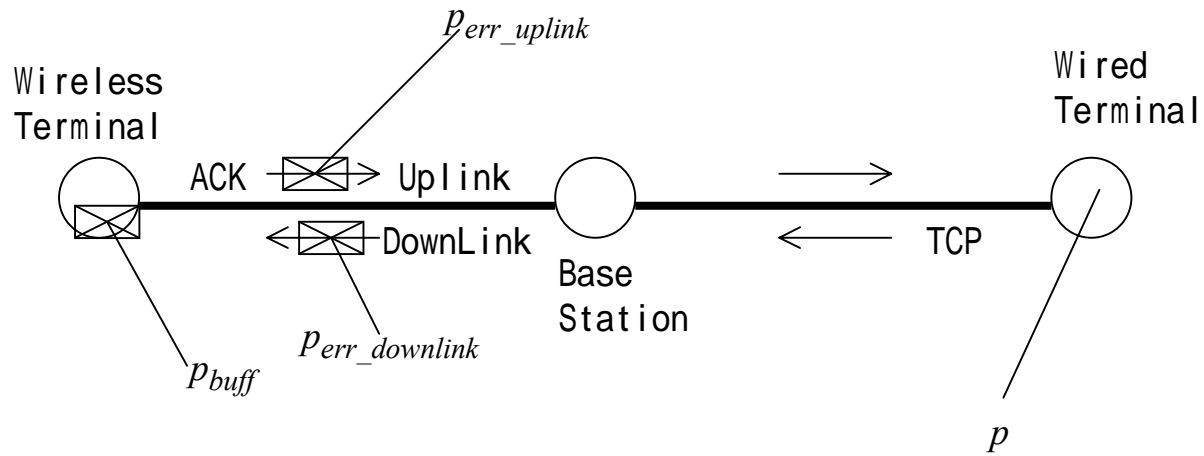 p_err_uplink
Wireless
Terminal
Wired
Terminal
ACK
Uplink
DownLink
TCP
Base
Station
p_err_downlink
p_buff
p